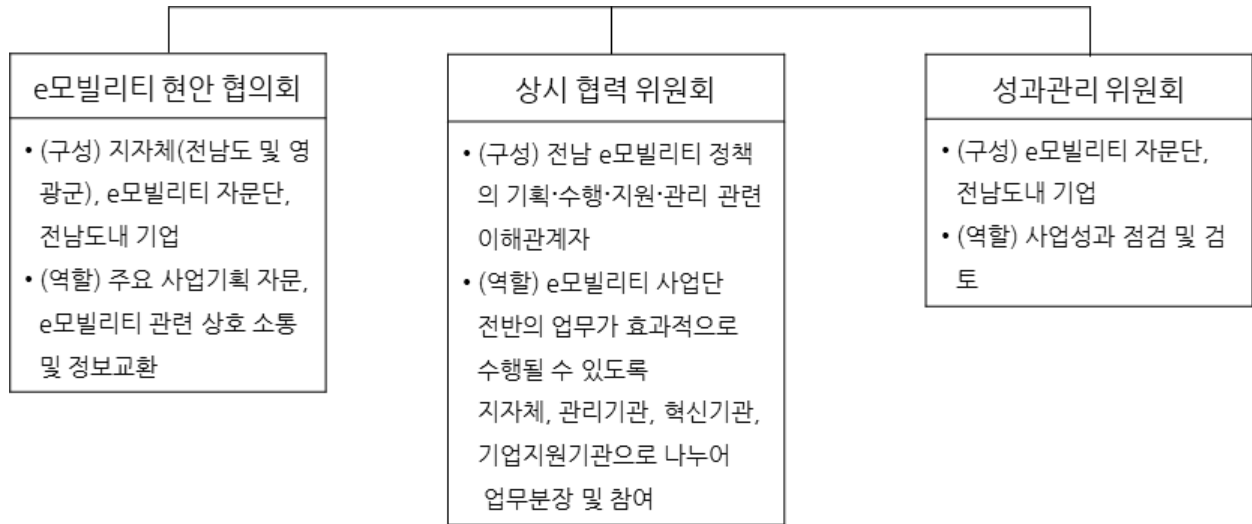 e모빌리티 현안 협의회
• (구성) 지자체(전남도 및 영
광군), e모빌리티 자문단,
전남도내 기업
• (역할) 주요 사업기획 자문,
e모빌리티 관련 상호 소통
및 정보교환
상시 협력 위원회
• (구성) 전남 e모빌리티 정책
의 기획·수행·지원·관리 관련
이해관계자
• (역할) e모빌리티 사업단
전반의 업무가 효과적으로
수행될 수 있도록
지자체, 관리기관, 혁신기관,
기업지원기관으로 나누어
업무분장 및 참여
성과관리 위원회
• (구성) e모빌리티 자문단,
전남도내 기업
• (역할) 사업성과 점검 및 검
토